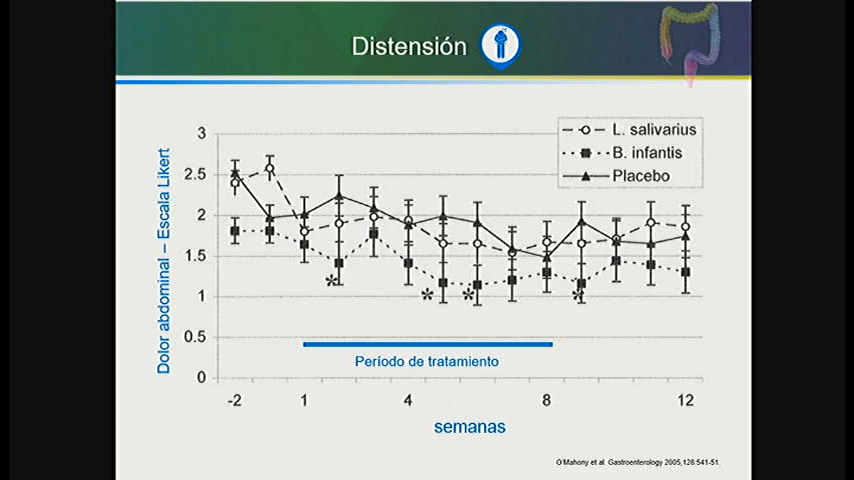 Distensión
L. salivarius
B. infantis
Placebo
Dolor abdominal – Escala Likert
3
2.5
2
1.5
1
0.5
0
* * * *
Período de tratamiento
-2 1 4 8 12
semanas
O'Mahony et al. Gastroenterology 2005;128:541-51.